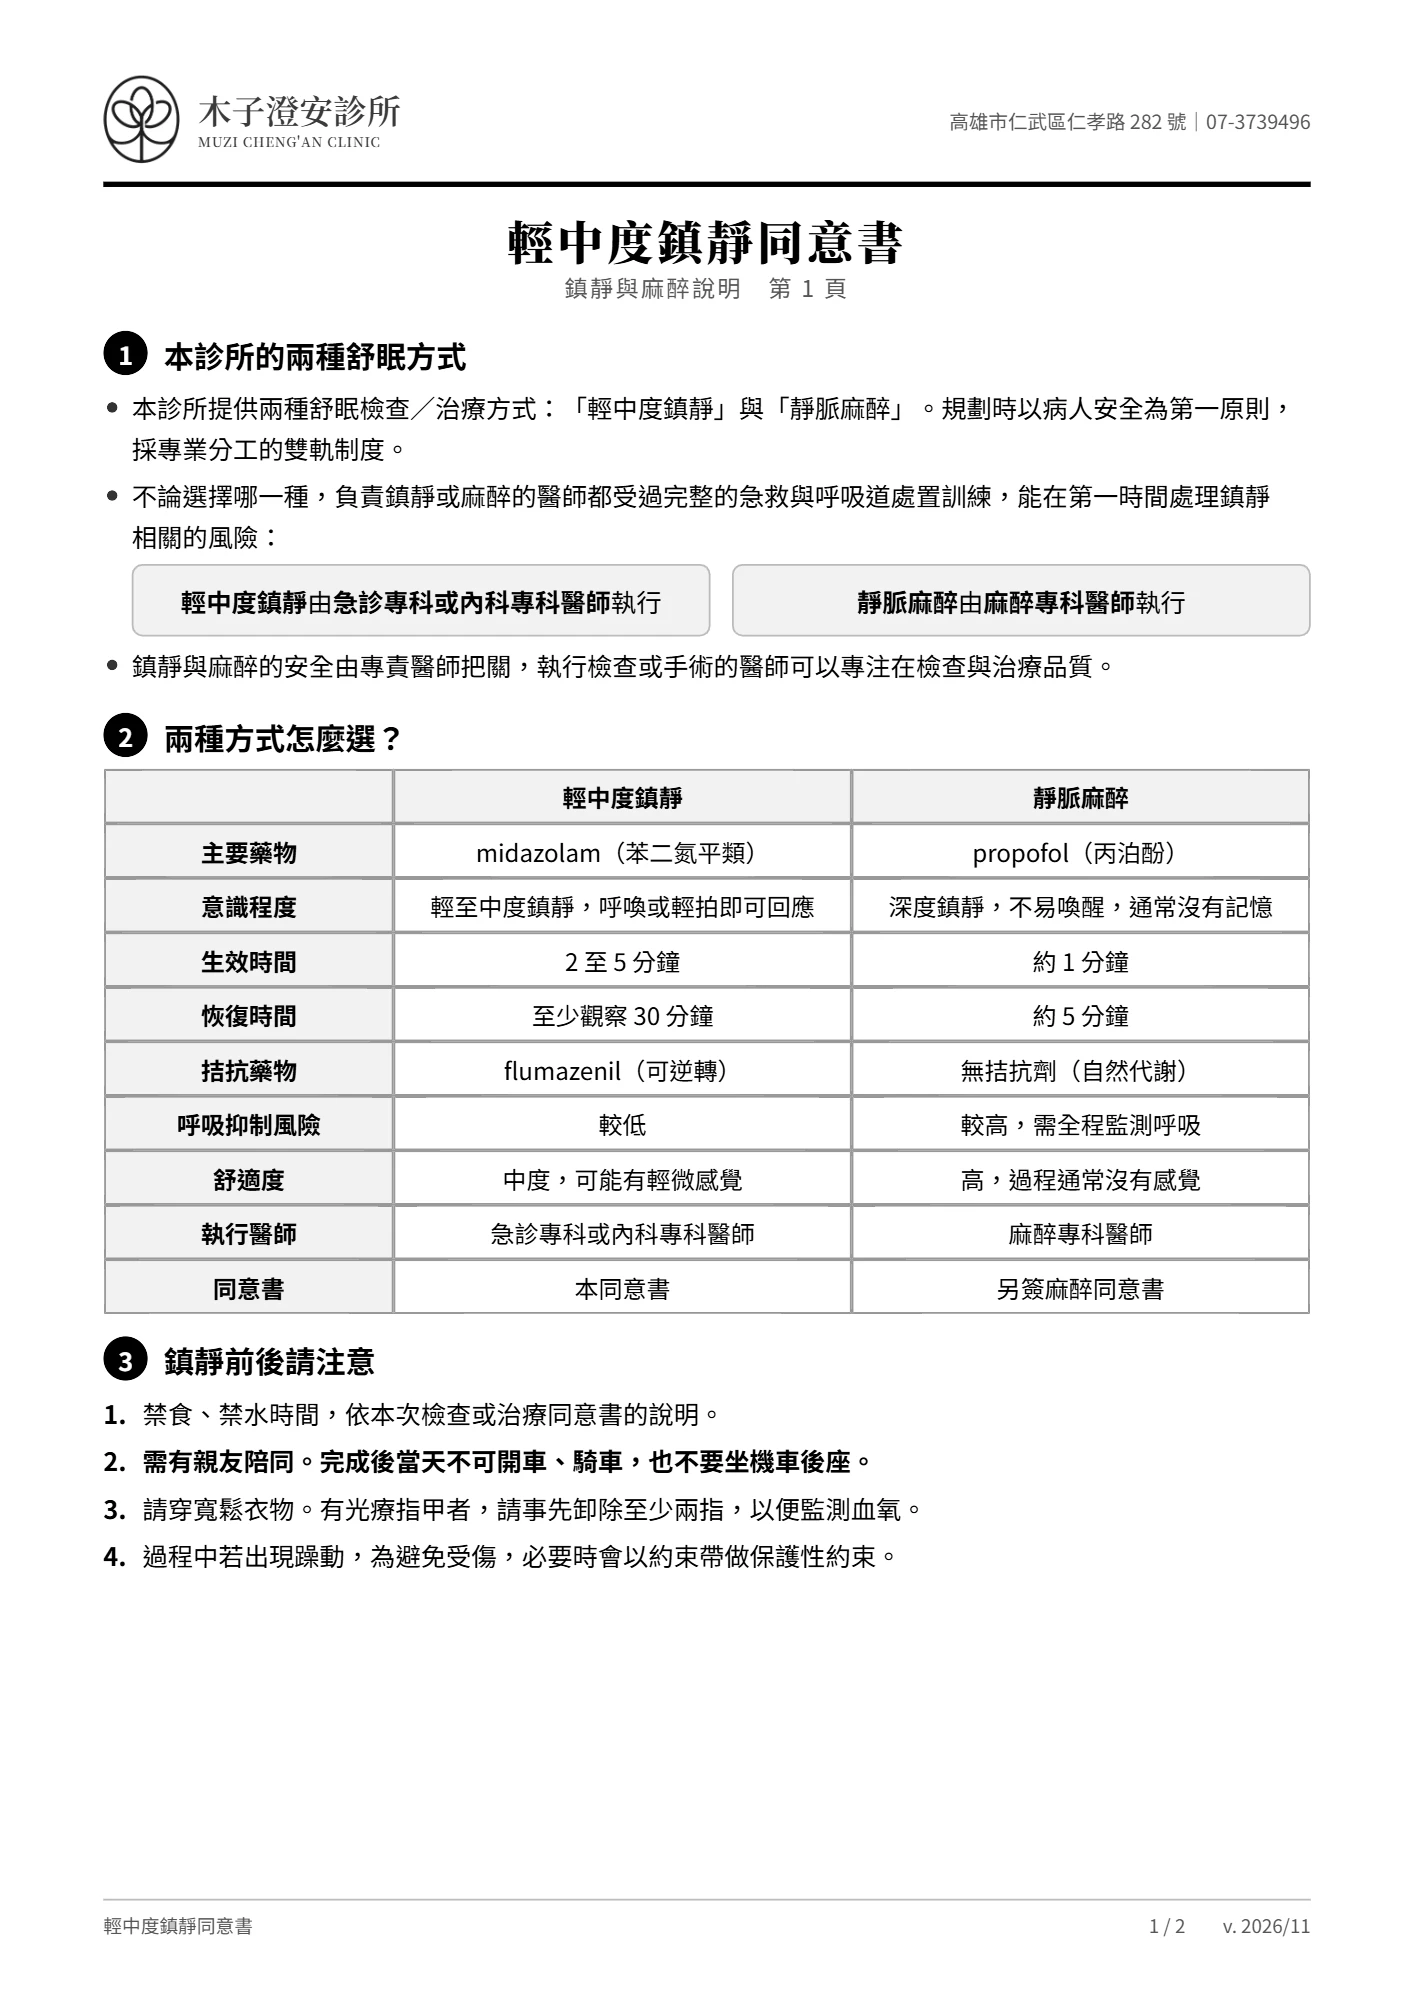 木子澄安診所
MUZI CHENG'AN CLINIC
高雄市仁武區仁孝路 282 號｜07-3739496
輕中度鎮靜同意書
鎮靜與麻醉說明　第 1 頁
1 本診所的兩種舒眠方式
• 本診所提供兩種舒眠檢查／治療方式：「輕中度鎮靜」與「靜脈麻醉」。規劃時以病人安全為第一原則，
採專業分工的雙軌制度。
• 不論選擇哪一種，負責鎮靜或麻醉的醫師都受過完整的急救與呼吸道處置訓練，能在第一時間處理鎮靜
相關的風險：
輕中度鎮靜由急診專科或內科專科醫師執行
靜脈麻醉由麻醉專科醫師執行
• 鎮靜與麻醉的安全由專責醫師把關，執行檢查或手術的醫師可以專注在檢查與治療品質。
2 兩種方式怎麼選？
輕中度鎮靜 靜脈麻醉
主要藥物 midazolam（苯二氮平類） propofol（丙泊酚）
意識程度 輕至中度鎮靜，呼喚或輕拍即可回應 深度鎮靜，不易喚醒，通常沒有記憶
生效時間 2 至 5 分鐘 約 1 分鐘
恢復時間 至少觀察 30 分鐘 約 5 分鐘
拮抗藥物 flumazenil（可逆轉） 無拮抗劑（自然代謝）
呼吸抑制風險 較低 較高，需全程監測呼吸
舒適度 中度，可能有輕微感覺 高，過程通常沒有感覺
執行醫師 急診專科或內科專科醫師 麻醉專科醫師
同意書 本同意書 另簽麻醉同意書
3 鎮靜前後請注意
1. 禁食、禁水時間，依本次檢查或治療同意書的說明。
2. 需有親友陪同。完成後當天不可開車、騎車，也不要坐機車後座。
3. 請穿寬鬆衣物。有光療指甲者，請事先卸除至少兩指，以便監測血氧。
4. 過程中若出現躁動，為避免受傷，必要時會以約束帶做保護性約束。
輕中度鎮靜同意書
1 / 2 v. 2026/11